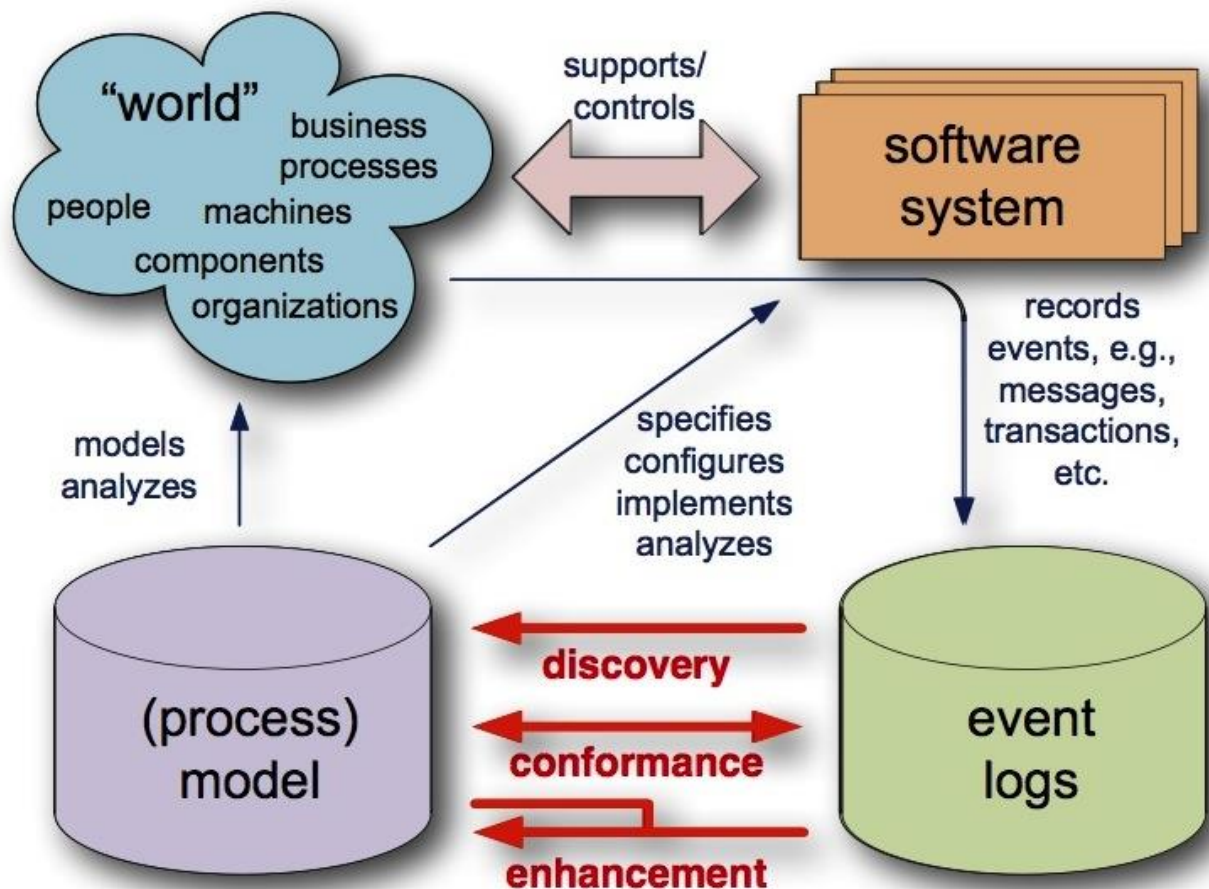 “world”
business
processes
people
machines
components
organizations
supports/
controls
software
system
records
events, e.g.,
messages,
transactions,
etc.
models
analyzes
specifies
configures
implements
analyzes
(process)
model
discovery
conformance
enhancement
event
logs